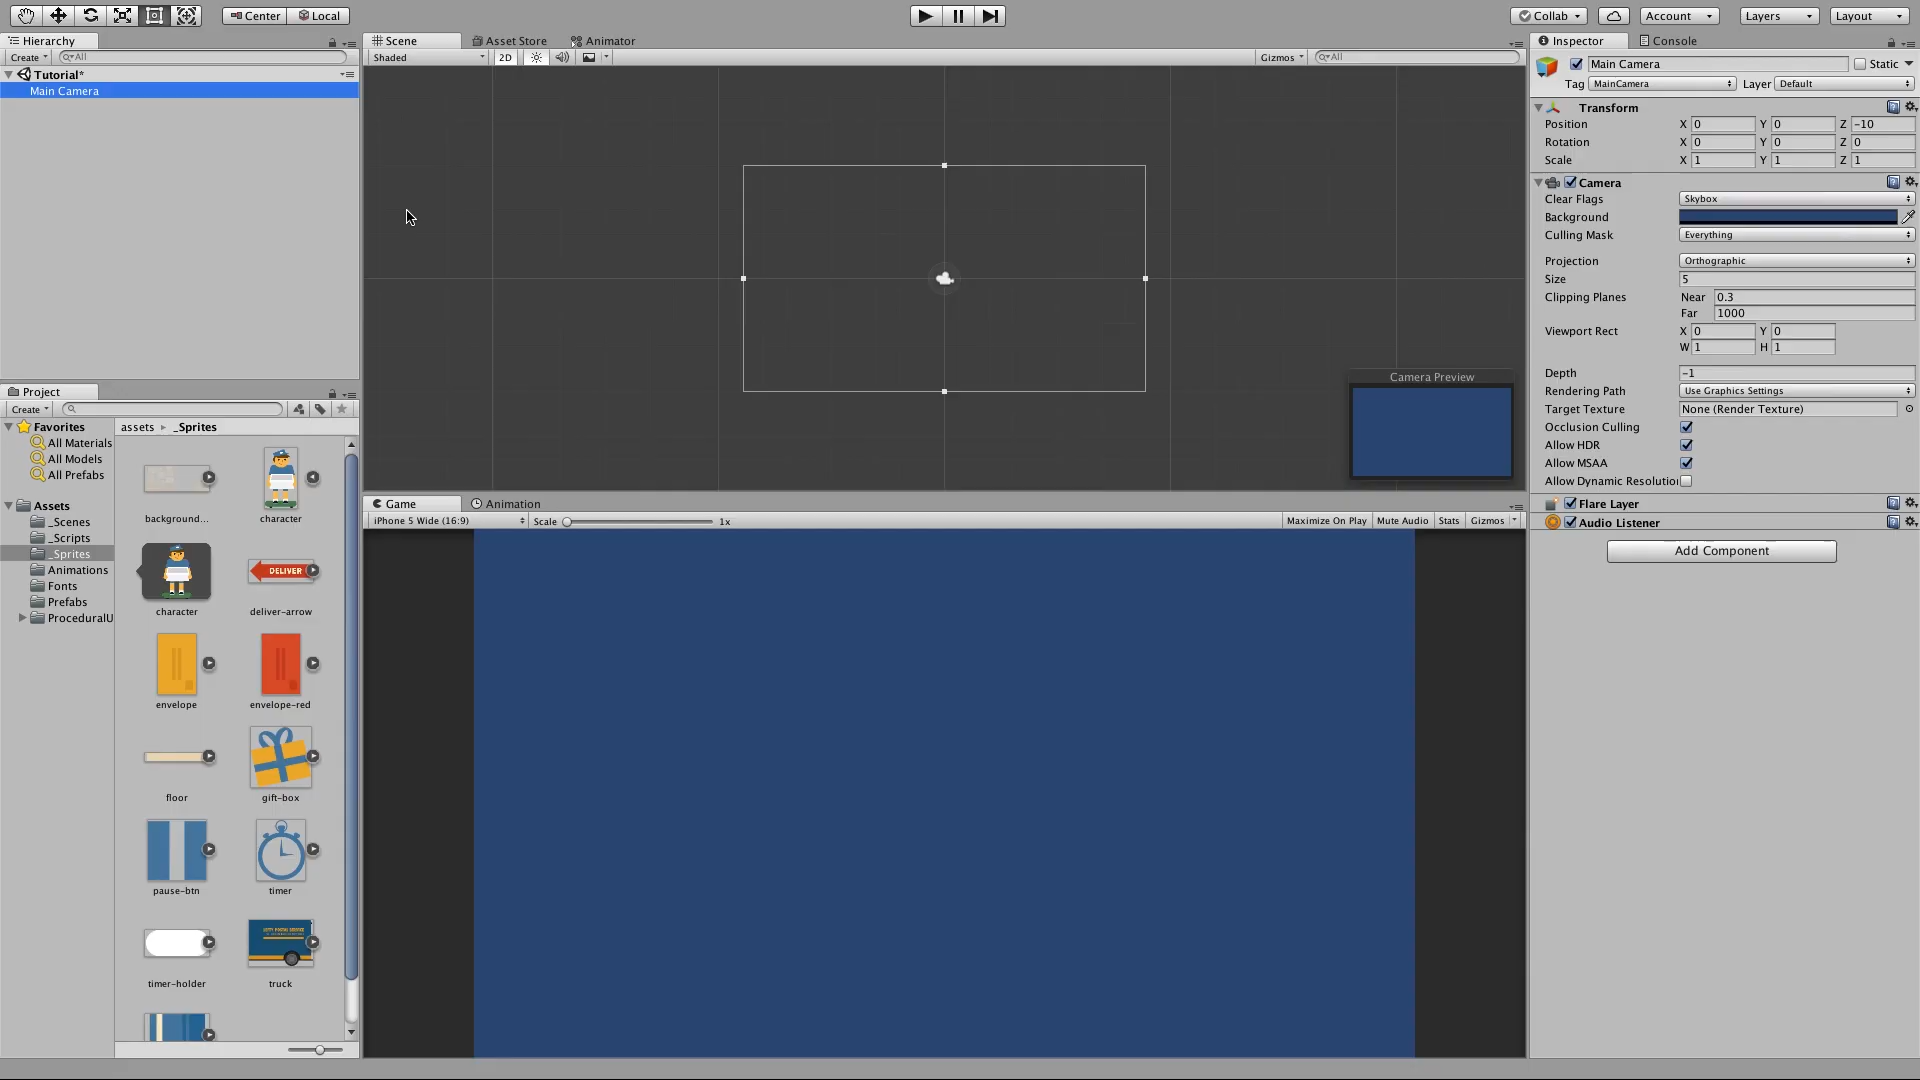 Center
Local
Collab
Account
Layers
Layout
Hierarchy
Create
All
Tutorial*
Main Camera
Scene
Asset Store
Animator
Shaded
2D
Gizmos
All
Camera Preview
Inspector
Console
Main Camera
Static
Tag MainCamera
Layer Default
Transform
Position X 0 Y 0 Z -10
Rotation X 0 Y 0 Z 0
Scale X 1 Y 1 Z 1
Camera
Clear Flags Skybox
Background
Culling Mask Everything
Projection Orthographic
Size 5
Clipping Planes Near 0.3
Far 1000
Viewport Rect X 0 Y 0
W 1 H 1
Depth -1
Rendering Path Use Graphics Settings
Target Texture None (Render Texture)
Occlusion Culling
Allow HDR
Allow MSAA
Allow Dynamic Resolutio
Flare Layer
Audio Listener
Add Component
Project
Create
Favorites
All Materials
All Models
All Prefabs
Assets
_Scenes
_Scripts
_Sprites
Animations
Fonts
Prefabs
ProceduralU
assets ▸ _Sprites
background...
character
character
DELIVER
deliver-arrow
envelope
envelope-red
floor
gift-box
pause-btn
timer
timer-holder
truck
Game
Animation
iPhone 5 Wide (16:9)
Scale 1x
Maximize On Play
Mute Audio
Stats
Gizmos